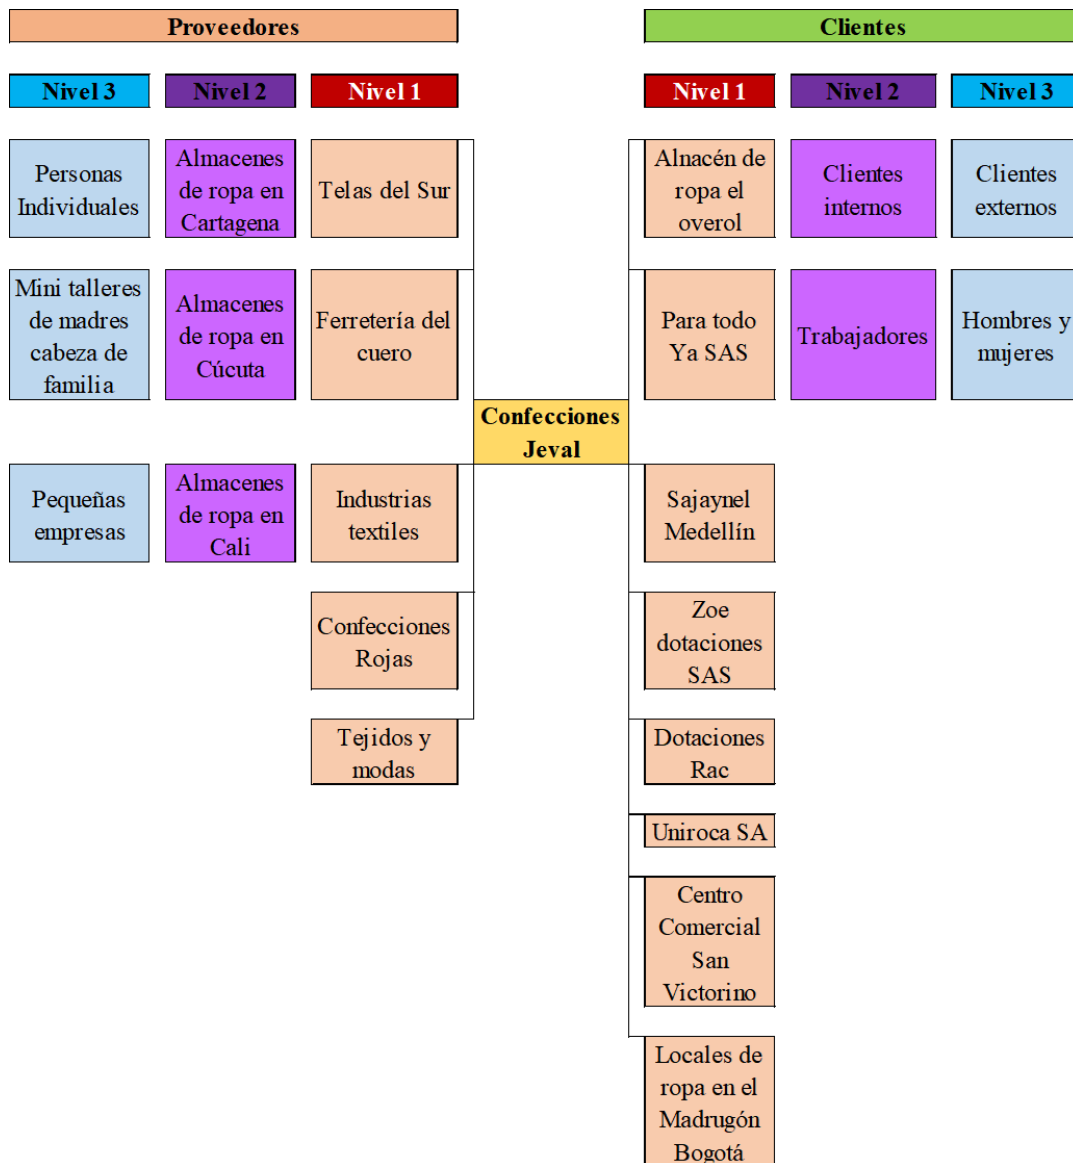 Proveedores
Clientes
Nivel 3
Nivel 2
Nivel 1
Nivel 1
Nivel 2
Nivel 3
Personas
Individuales
Almacenes
de ropa en
Cartagena
Telas del Sur
Alnacén de
ropa el
overol
Clientes
internos
Clientes
externos
Mini talleres
de madres
cabeza de
familia
Almacenes
de ropa en
Cúcuta
Ferretería del
cuero
Para todo
Ya SAS
Trabajadores
Hombres y
mujeres
Confecciones
Jeval
Pequeñas
empresas
Almacenes
de ropa en
Cali
Industrias
textiles
Sajaynel
Medellín
Confecciones
Rojas
Zoe
dotaciones
SAS
Tejidos y
modas
Dotaciones
Rac
Uniroca SA
Centro
Comercial
San
Victorino
Locales de
ropa en el
Madrugón
Bogotá